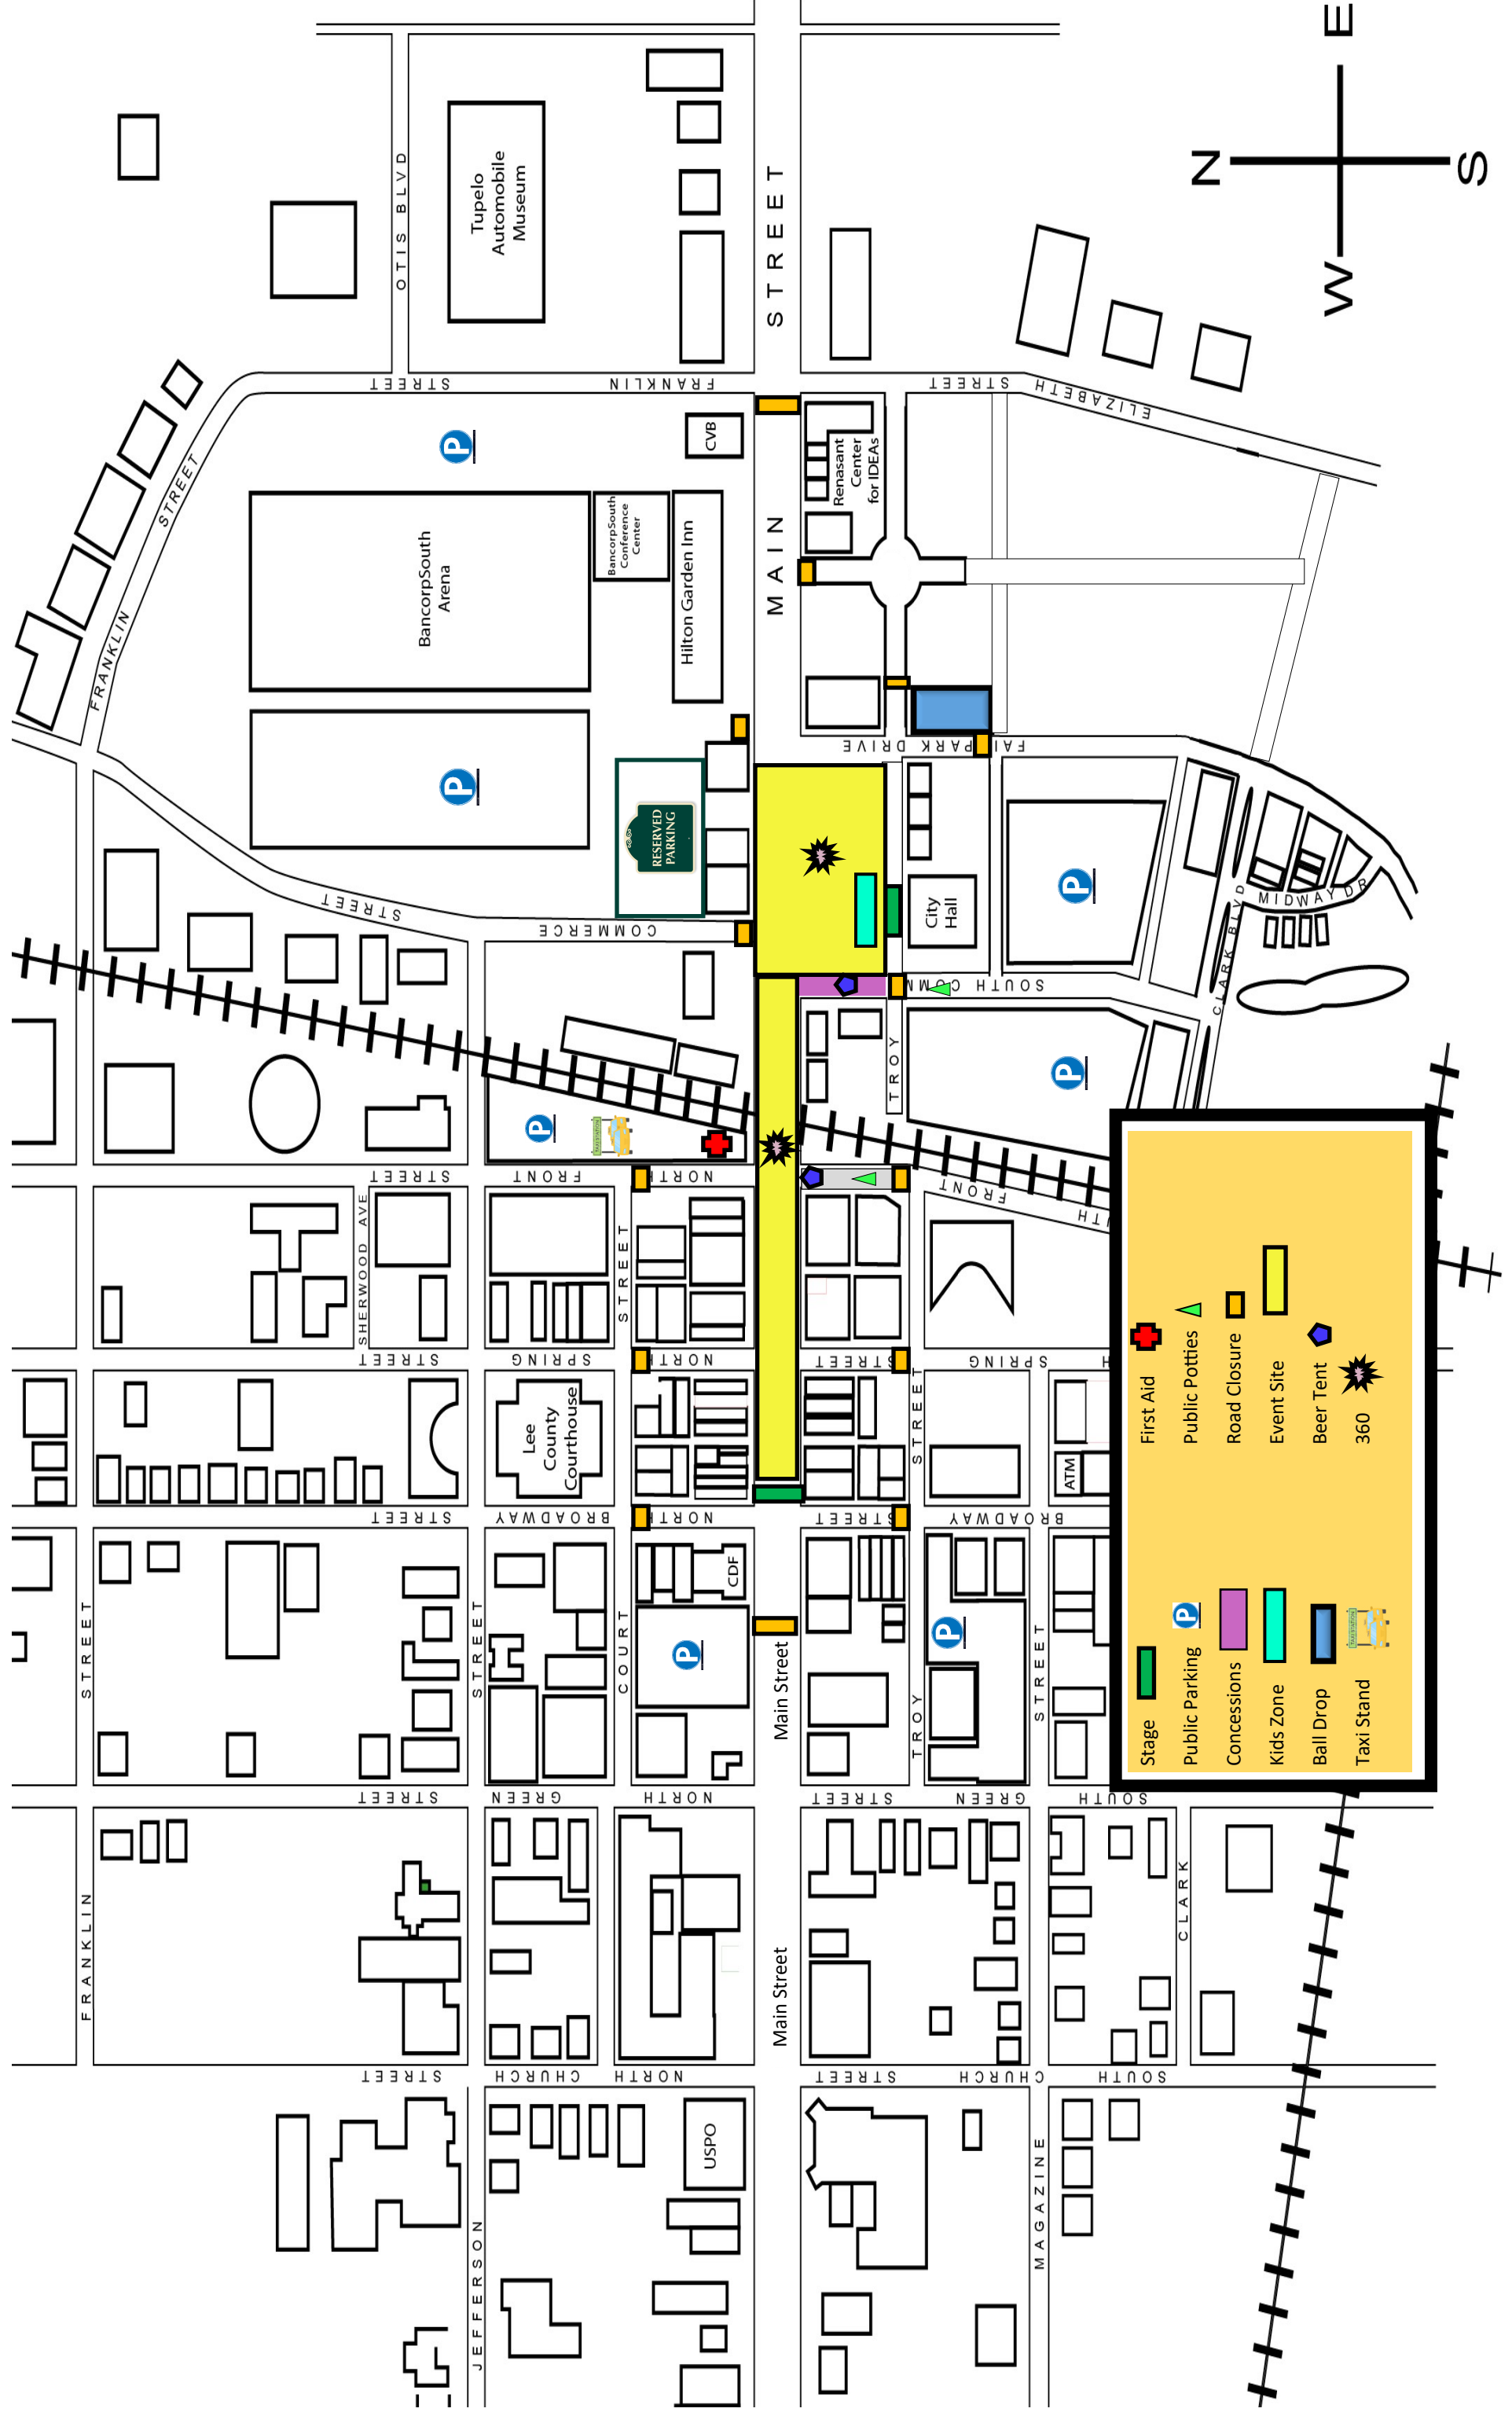 E
N
S
W
OTIS BLVD
Tupelo
Automobile
Museum
STREET
FRANKLIN
STREET
STREET
ELIZABETH
STREET
FRANKLIN
CVB
BancorpSouth
Arena
BancorpSouth
Conference
Center
Hilton Garden Inn
MAIN
Renasant
Center
for IDEAs
FAI PARK DRIVE
RESERVED
PARKING
P
P
P
P
P
P
P
COMMERCE
STREET
City
Hall
SOUTH COMM
MIDWAY DR
CLARK BLVD
TROY
NORTH
FRONT
STREET
FRONT
TH
SHERWOOD AVE
STREET
NORTH
SPRING
STREET
STREET
SPRING
H
Lee
County
Courthouse
STREET
ATM
NORTH
BROADWAY
STREET
STREET
BROADWAY
CDF
STREET
STREET
COURT
Main Street
TROY
STREET
NORTH
GREEN
STREET
STREET
GREEN
SOUTH
FRANKLIN
CLARK
Main Street
NORTH
CHURCH
STREET
STREET
CHURCH
SOUTH
USPO
JEFFERSON
MAGAZINE
Stage
Public Parking
P
Concessions
Kids Zone
Ball Drop
Taxi Stand
First Aid
Public Potties
Road Closure
Event Site
Beer Tent
360